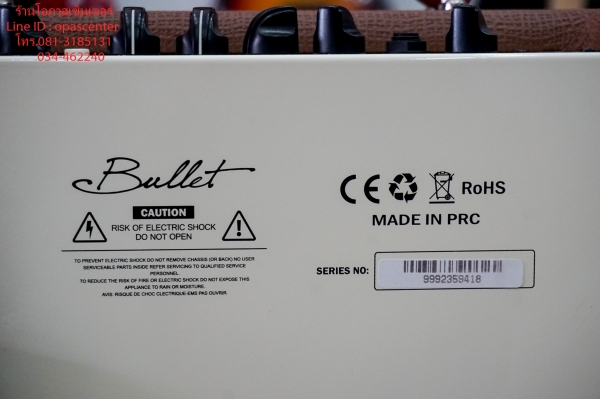 ร้านโอภาสเซ็นเตอร์
Line ID : opascenter
โทร.081-3185131
034-462240
Bullet
CAUTION
RISK OF ELECTRIC SHOCK
DO NOT OPEN
TO PREVENT ELECTRIC SHOCK DO NOT REMOVE CHASSIS (OR BACK) NO USER
SERVICEABLE PARTS INSIDE REFER SERVICING TO QUALIFIED SERVICE
PERSONNEL
TO REDUCE THE RISK OF FIRE OR ELECTRIC SHOCK DO NOT EXPOSE THIS
APPLIANCE TO RAIN OR MOISTURE.
AVIS: RISQUE DE CHOC CLECTRIQUE-EMS PAS OUVRIR
CE RoHS
MADE IN PRC
SERIES NO:
9992359418